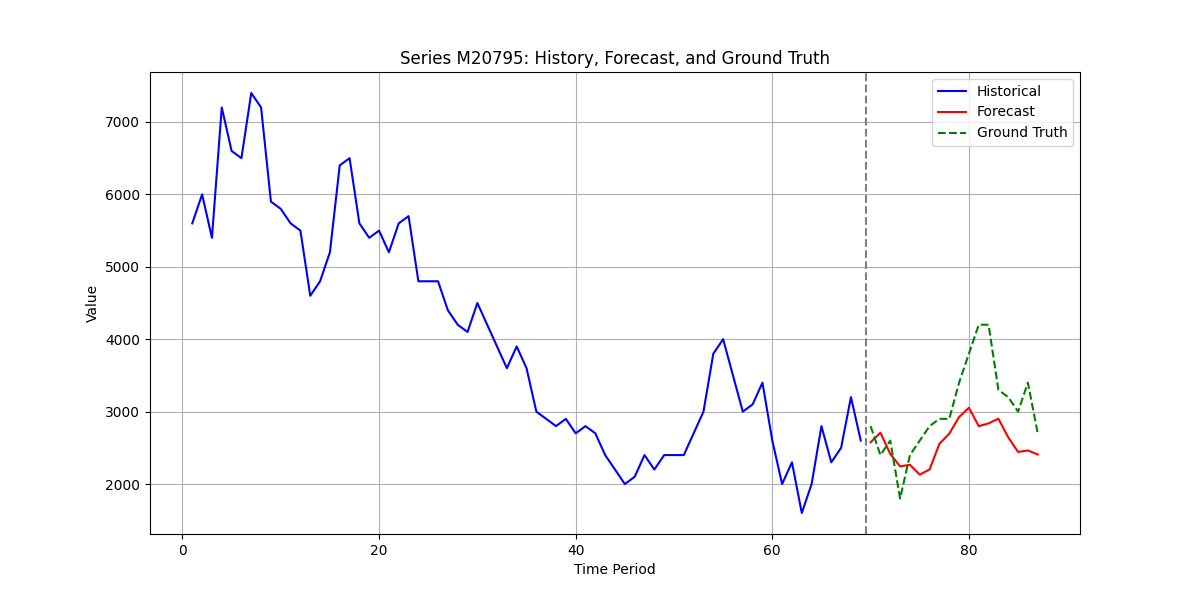 Series M20795: History, Forecast, and Ground Truth
Historical
Forecast
Ground Truth
Value
7000
6000
5000
4000
3000
2000
0
20
40
60
80
Time Period